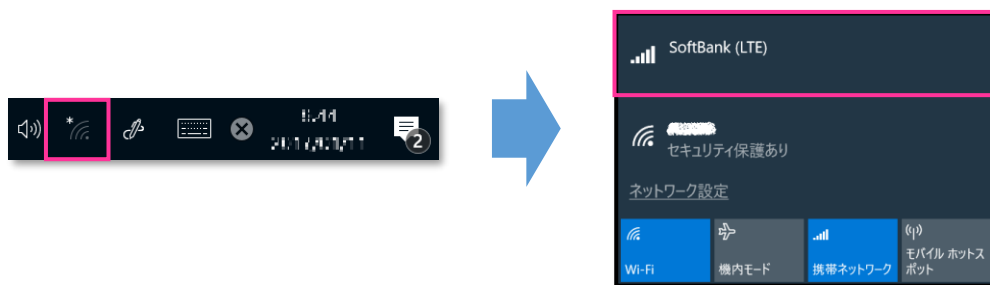 *
2
SoftBank (LTE)
セキュリティ保護あり
ネットワーク設定
Wi-Fi
機内モード
携帯ネットワーク
モバイル ホットス
ポット